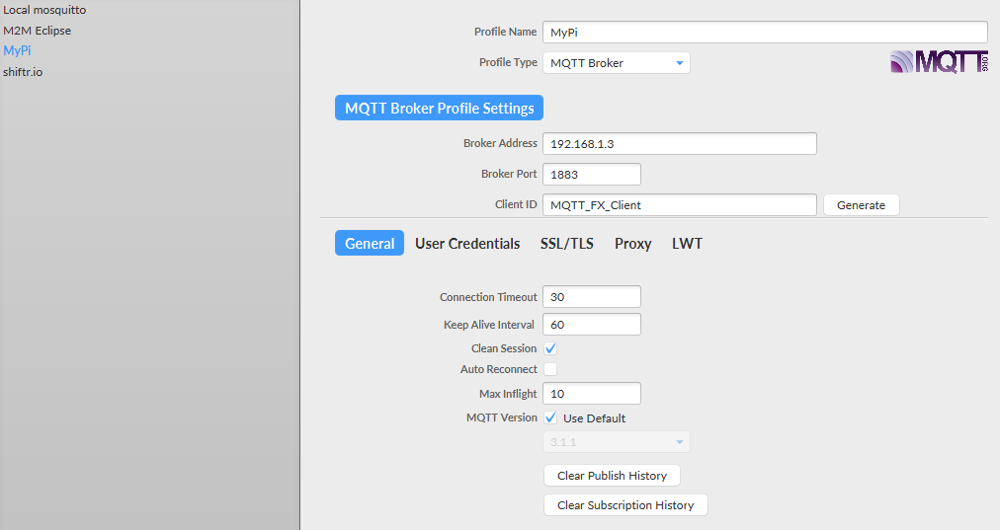 Local mosquitto
M2M Eclipse
MyPi
shiftr.io
Profile Name MyPi
Profile Type MQTT Broker
MQTT.ORG
MQTT Broker Profile Settings
Broker Address 192.168.1.3
Broker Port 1883
Client ID MQTT_FX_Client Generate
General User Credentials SSL/TLS Proxy LWT
Connection Timeout 30
Keep Alive Interval 60
Clean Session
Auto Reconnect
Max Inflight 10
MQTT Version Use Default
3.1.1
Clear Publish History
Clear Subscription History